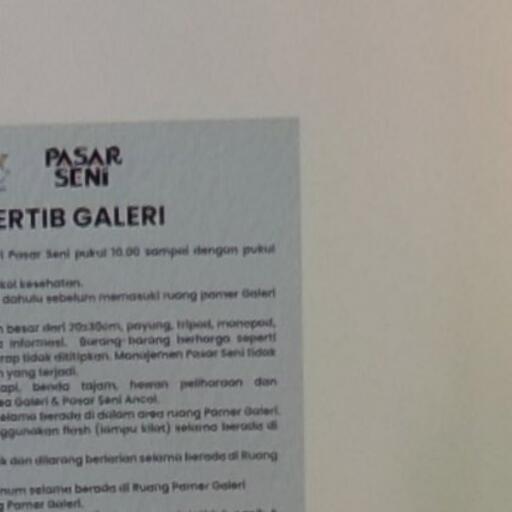 PASAR
SENI
ERTIB GALERI
i Pasar Seni pukul 10.00 sampai dengan pukul
kol kesehatan.
dahulu sebelum memasuki ruang pamer Galeri
besar dari 20x30cm, payung, tripod, monopod,
informasi. Barang-barang berharga seperti
rap tidak dititipkan. Manajemen Pasar Seni tidak
yang terjadi.
api, benda tajam, hewan peliharaan dan
ea Galeri & Pasar Seni Ancol.
selama berada di dalam area ruang Pamer Galeri.
ggunakan flash (lampu kilat) selama berada di
k dan dilarang berlarian selama berada di Ruang
num selama berada di Ruang Pamer Galeri
g Pamer Galeri.